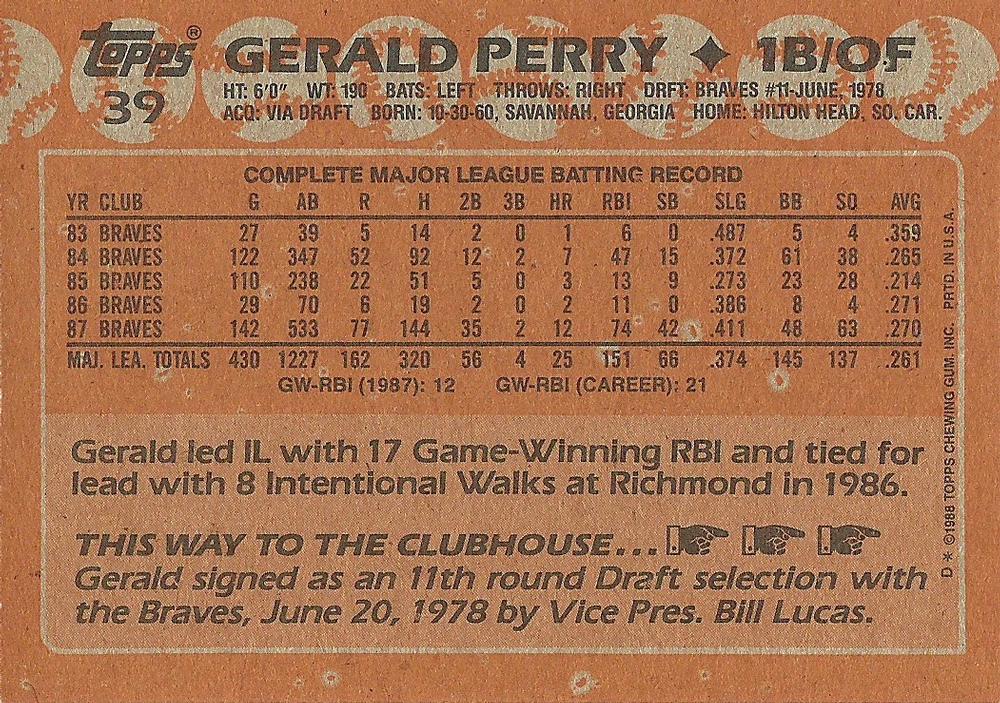 topps® GERALD PERRY ✦ 1B/OF
39 HT: 6'0" WT: 190 BATS: LEFT THROWS: RIGHT DRFT: BRAVES #11-JUNE, 1978
ACQ: VIA DRAFT BORN: 10-30-60, SAVANNAH, GEORGIA HOME: HILTON HEAD, SO. CAR.
COMPLETE MAJOR LEAGUE BATTING RECORD
YR CLUB G AB R H 2B 3B HR RBI SB SLG BB SO AVG
83 BRAVES 27 39 5 14 2 0 1 6 0 .487 5 4 .359
84 BRAVES 122 347 52 92 12 2 7 47 15 .372 61 38 .265
85 BRAVES 110 238 22 51 5 0 3 13 9 .273 23 28 .214
86 BRAVES 29 70 6 19 2 0 2 11 0 .386 8 4 .271
87 BRAVES 142 533 77 144 35 2 12 74 42 .411 48 63 .270
MAJ. LEA. TOTALS 430 1227 162 320 56 4 25 151 66 .374 145 137 .261
GW-RBI (1987): 12 GW-RBI (CAREER): 21
Gerald led IL with 17 Game-Winning RBI and tied for
lead with 8 Intentional Walks at Richmond in 1986.
THIS WAY TO THE CLUBHOUSE...
Gerald signed as an 11th round Draft selection with
the Braves, June 20, 1978 by Vice Pres. Bill Lucas.
D * ©1988 TOPPS CHEWING GUM, INC. PRTD. IN U.S.A.